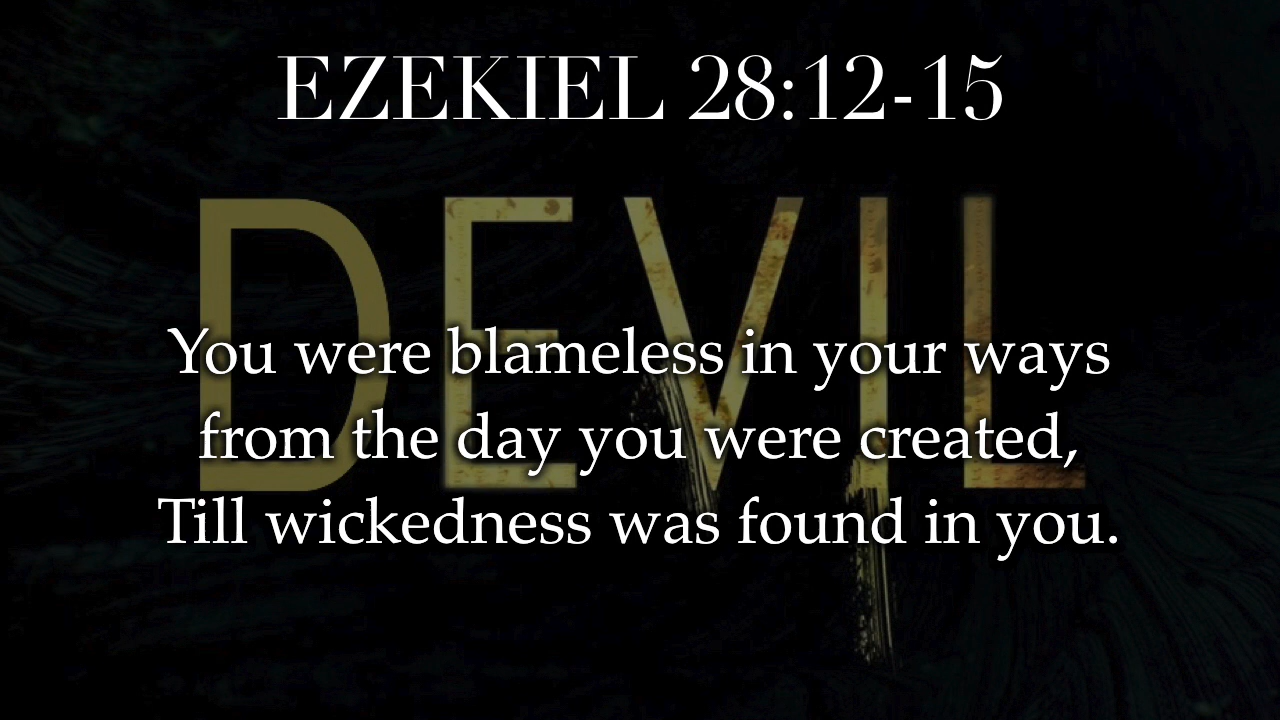 EZEKIEL 28:12-15
DEVIL
You were blameless in your ways
from the day you were created,
Till wickedness was found in you.